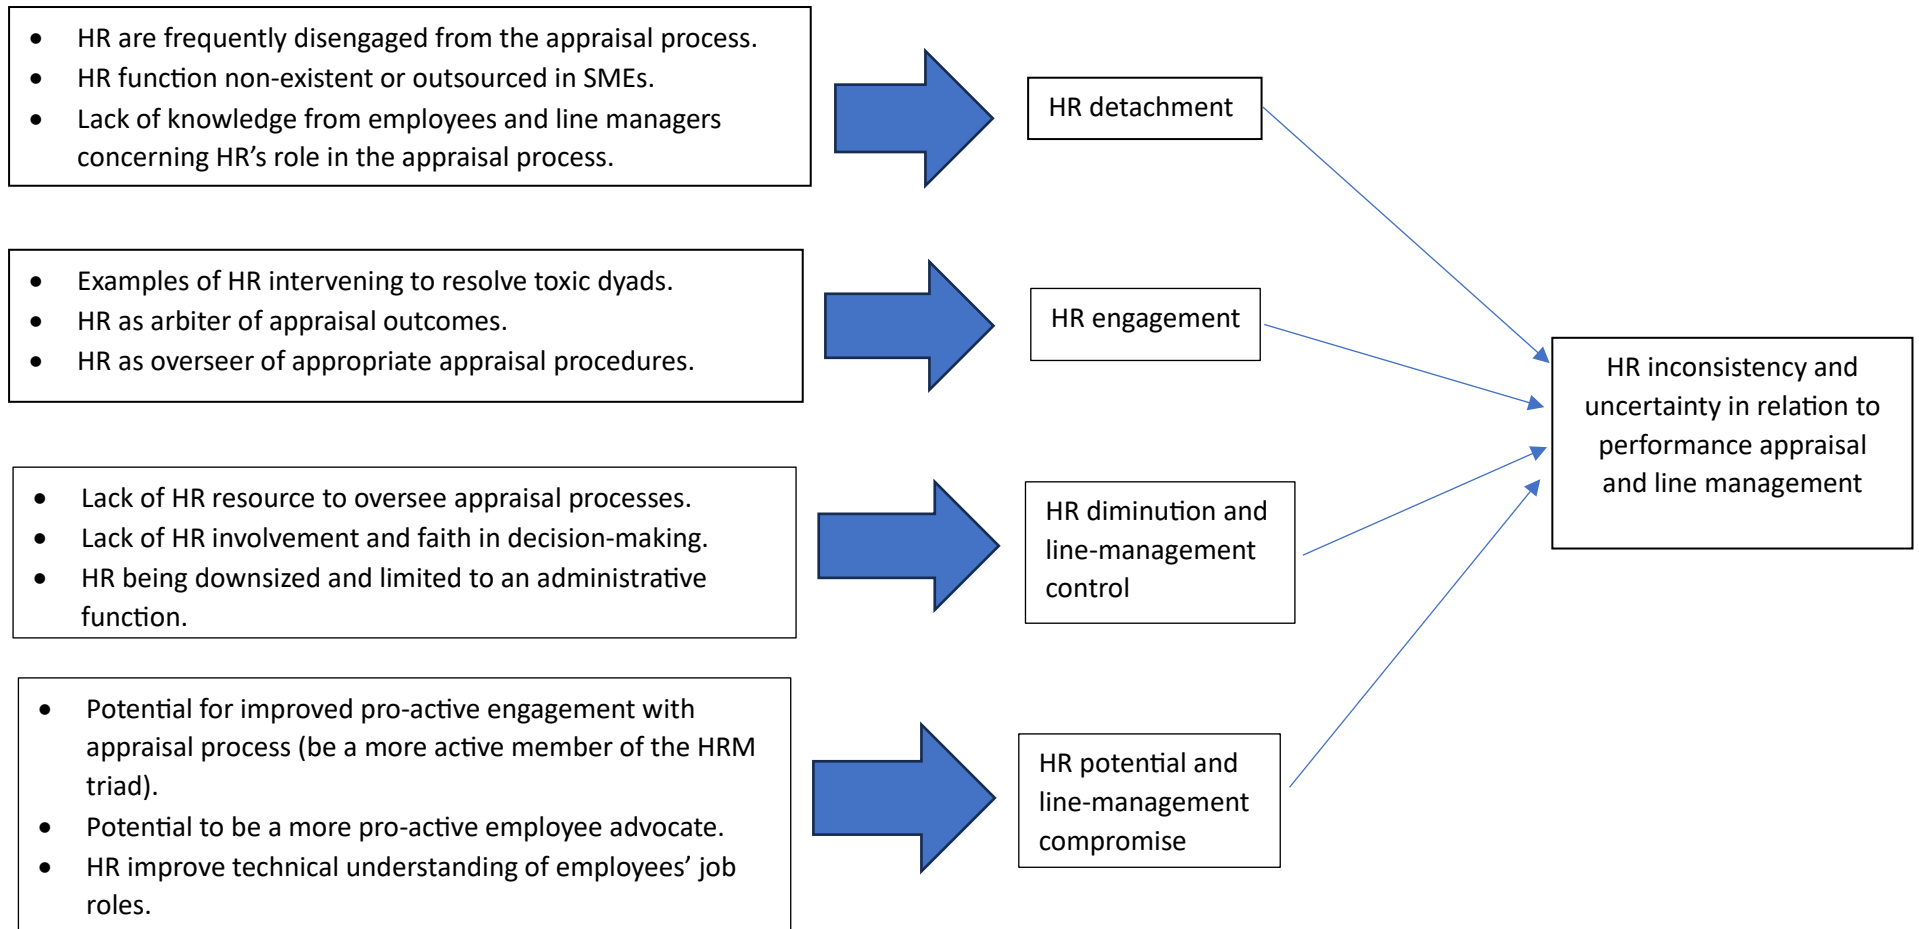 • HR are frequently disengaged from the appraisal process.
• HR function non-existent or outsourced in SMEs.
• Lack of knowledge from employees and line managers
concerning HR’s role in the appraisal process.
HR detachment
• Examples of HR intervening to resolve toxic dyads.
• HR as arbiter of appraisal outcomes.
• HR as overseer of appropriate appraisal procedures.
HR engagement
• Lack of HR resource to oversee appraisal processes.
• Lack of HR involvement and faith in decision-making.
• HR being downsized and limited to an administrative
function.
HR diminution and
line-management
control
• Potential for improved pro-active engagement with
appraisal process (be a more active member of the HRM
triad).
• Potential to be a more pro-active employee advocate.
• HR improve technical understanding of employees’ job
roles.
HR potential and
line-management
compromise
HR inconsistency and
uncertainty in relation to
performance appraisal
and line management